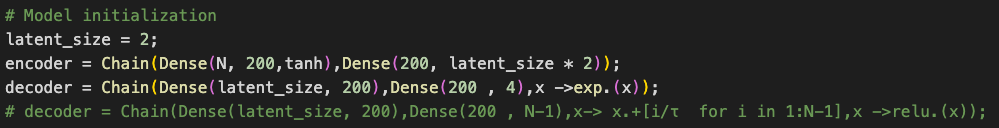 # Model initialization
latent_size = 2;
encoder = Chain(Dense(N, 200,tanh),Dense(200, latent_size * 2));
decoder = Chain(Dense(latent_size, 200),Dense(200 , 4),x ->exp.(x));
# decoder = Chain(Dense(latent_size, 200),Dense(200 , N-1),x-> x.+[i/τ  for i in 1:N-1],x ->relu.(x));